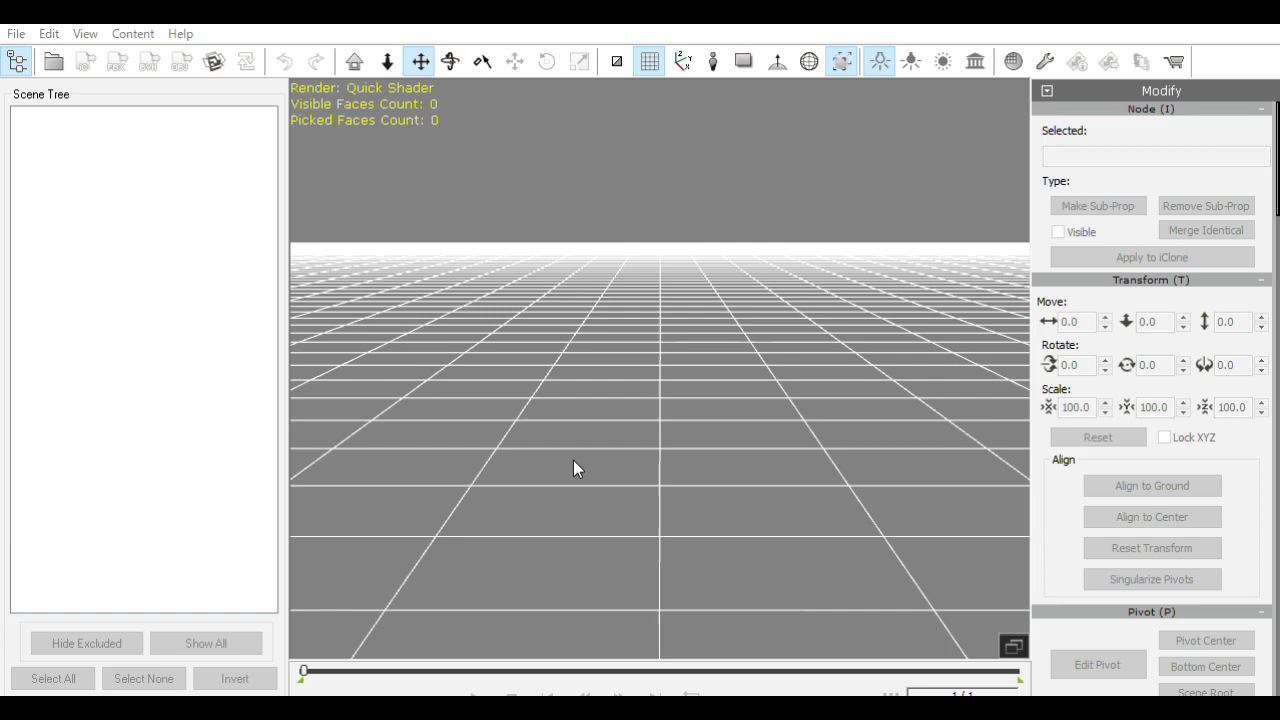 File Edit View Content Help
Scene Tree
Render: Quick Shader
Visible Faces Count: 0
Picked Faces Count: 0
Modify
Node (I)
Selected:
Type:
Make Sub-Prop Remove Sub-Prop
Visible Merge Identical
Apply to iClone
Transform (T)
Move:
0.0 0.0 0.0
Rotate:
0.0 0.0 0.0
Scale:
100.0 100.0 100.0
Reset Lock XYZ
Align
Align to Ground
Align to Center
Reset Transform
Singularize Pivots
Pivot (P)
Pivot Center
Edit Pivot
Bottom Center
Scene Root
Hide Excluded Show All
Select All Select None Invert
1 / 1